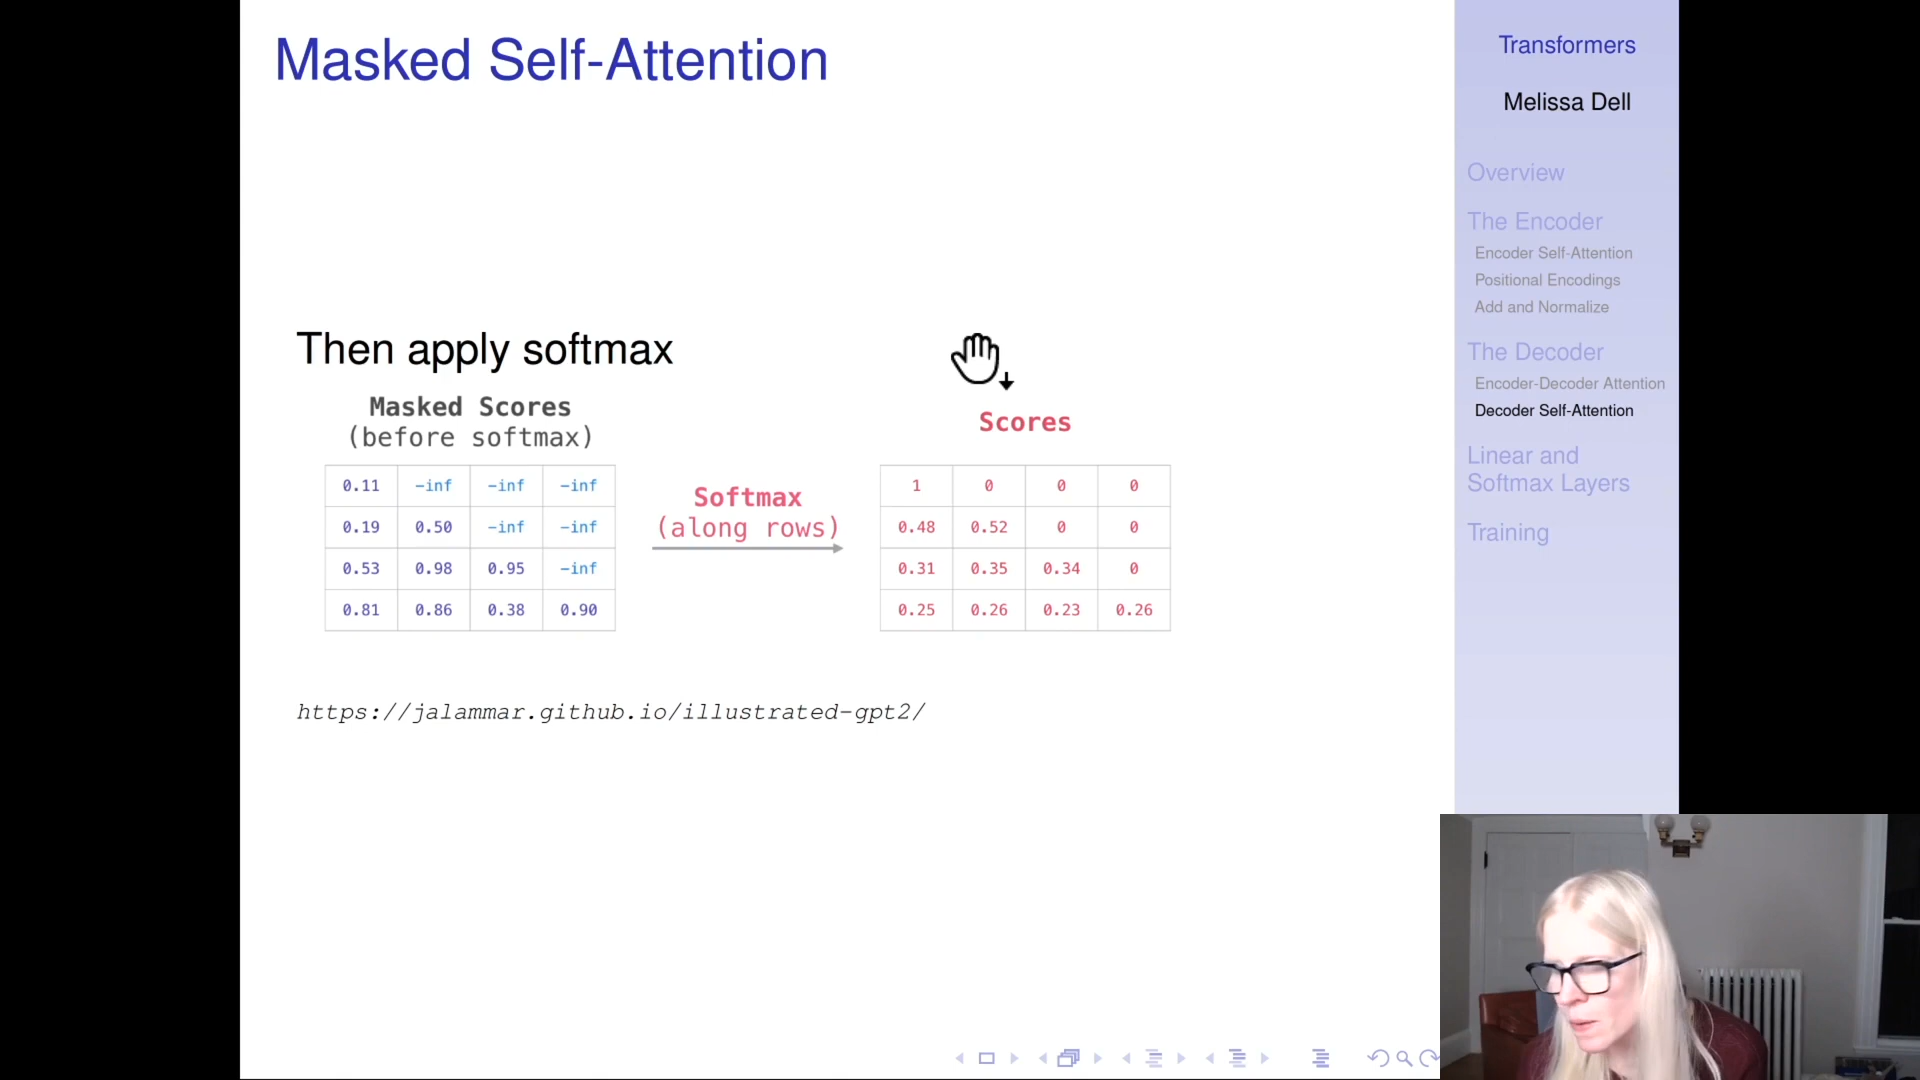 Masked Self-Attention
Then apply softmax
Masked Scores
(before softmax)
0.11 -inf -inf -inf
0.19 0.50 -inf -inf
0.53 0.98 0.95 -inf
0.81 0.86 0.38 0.90
Softmax
(along rows)
Scores
1 0 0 0
0.48 0.52 0 0
0.31 0.35 0.34 0
0.25 0.26 0.23 0.26
https://jalammar.github.io/illustrated-gpt2/
Transformers
Melissa Dell
Overview
The Encoder
Encoder Self-Attention
Positional Encodings
Add and Normalize
The Decoder
Encoder-Decoder Attention
Decoder Self-Attention
Linear and
Softmax Layers
Training